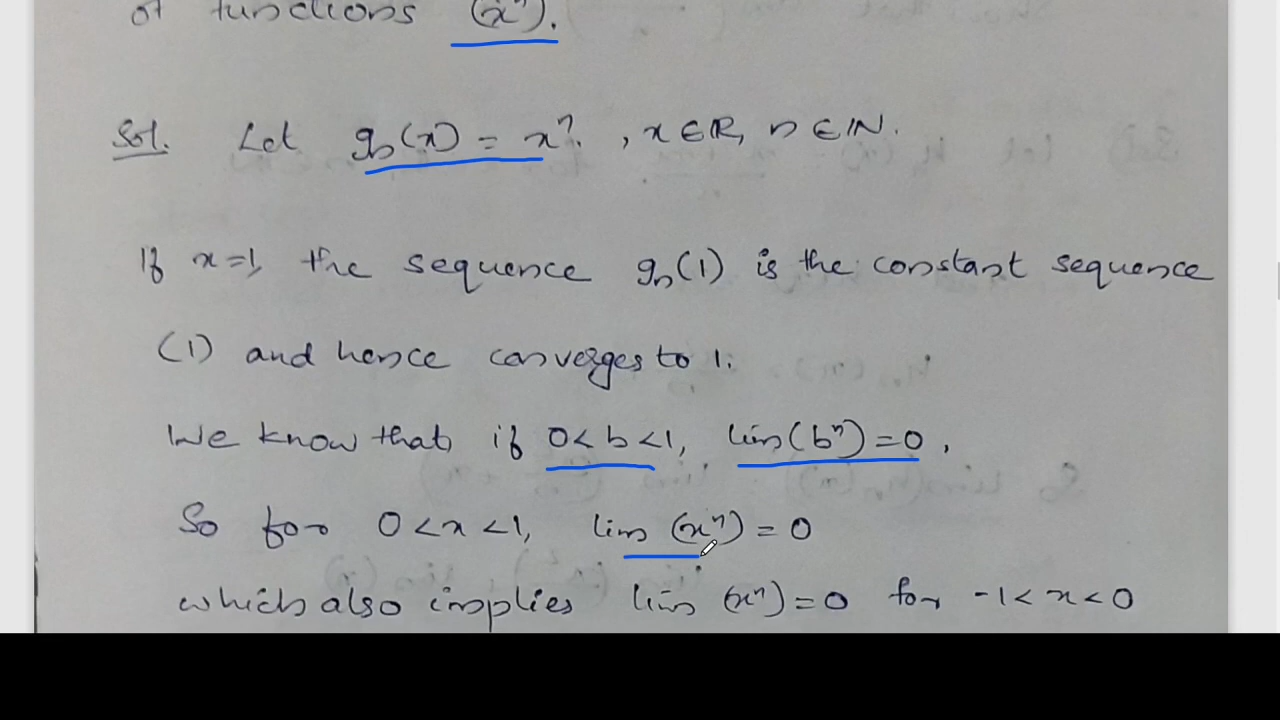 of functions (xⁿ).
Sol. Let gₙ(x) = xⁿ. , x ∈ ℝ, n ∈ ℕ.
If x=1, the sequence gₙ(1) is the constant sequence
(1) and hence converges to 1.
We know that, if 0 < b < 1, lim (bⁿ) = 0 ,
So for 0 < x < 1, lim (xⁿ) = 0
which also implies lim (xⁿ) = 0 for -1 < x < 0